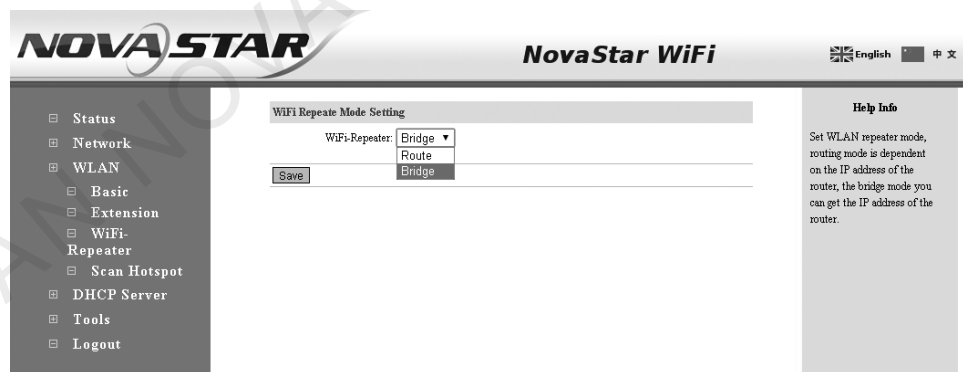 NOVASTAR
NovaStar WiFi
English 中文
Status
Network
WLAN
Basic
Extension
WiFi-
Repeater
Scan Hotspot
DHCP Server
Tools
Logout
WiFi Repeate Mode Setting
WiFi-Repeater: Bridge
Route
Bridge
Save
Help Info
Set WLAN repeater mode,
routing mode is dependent
on the IP address of the
router, the bridge mode you
can get the IP address of the
router.